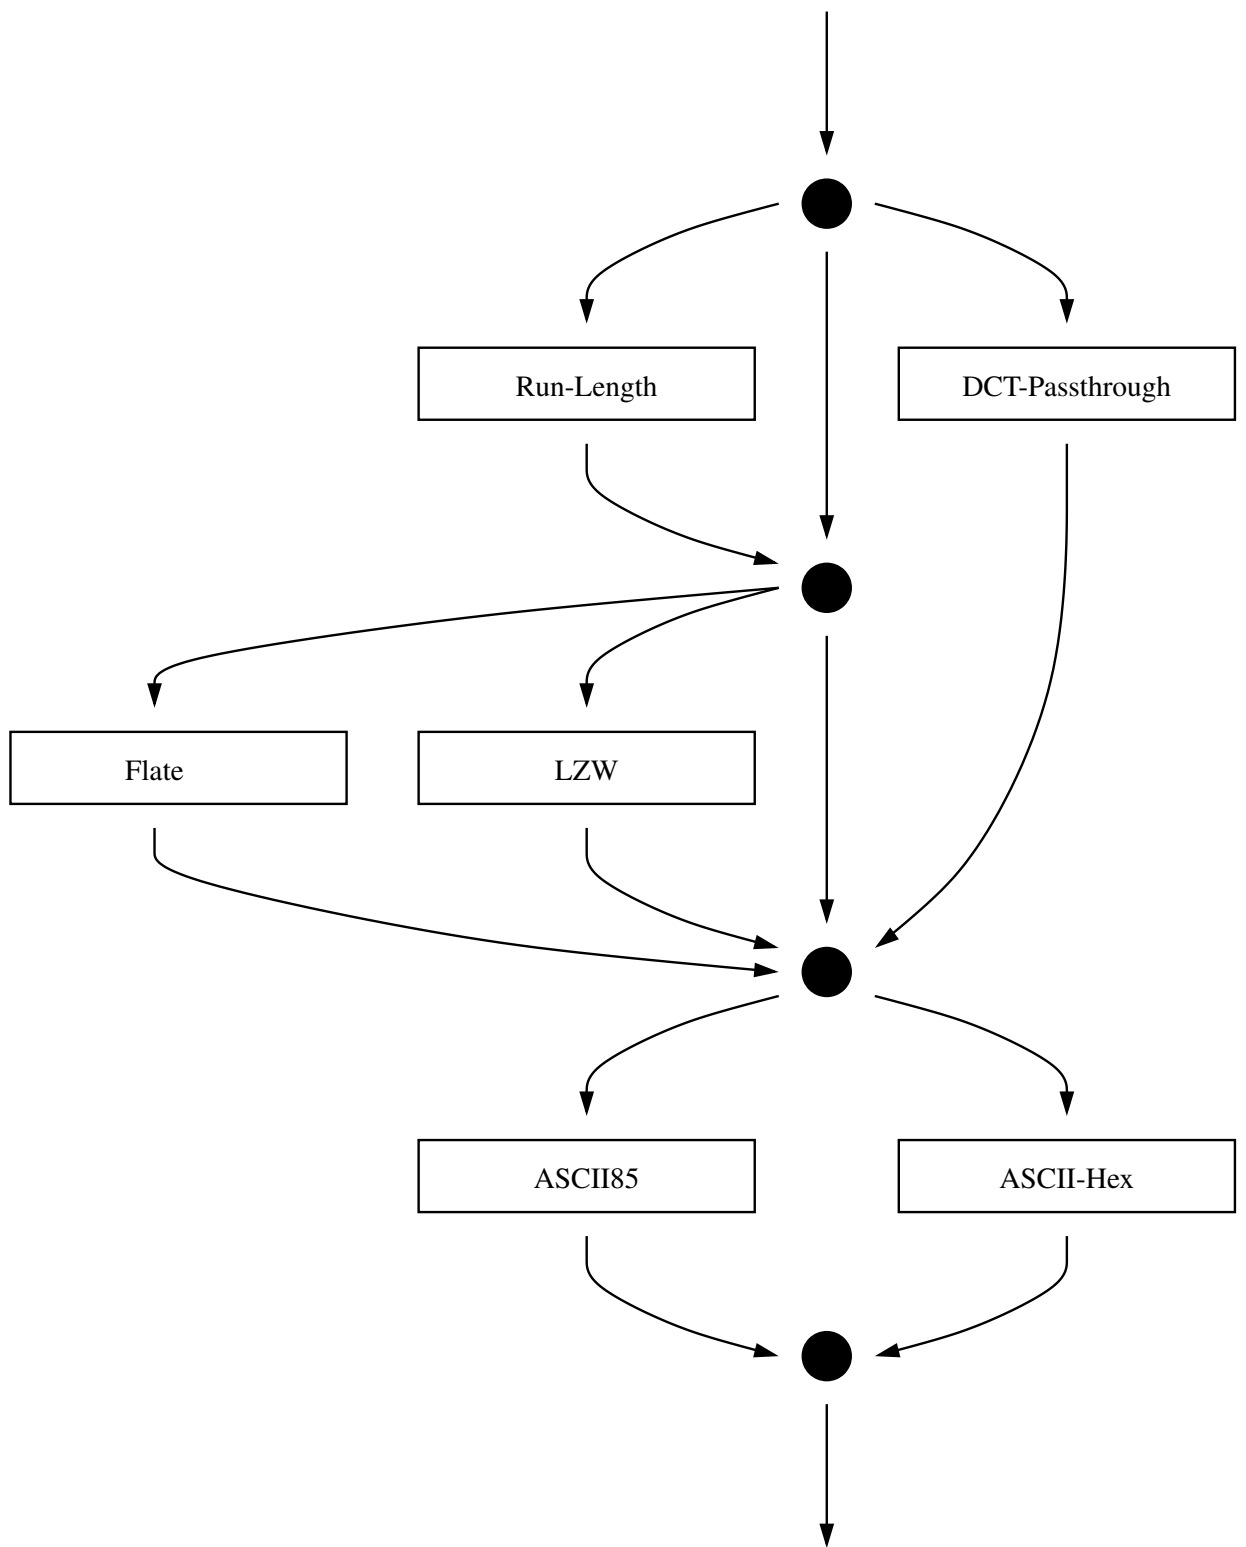 Run-Length
DCT-Passthrough
Flate
LZW
ASCII85
ASCII-Hex